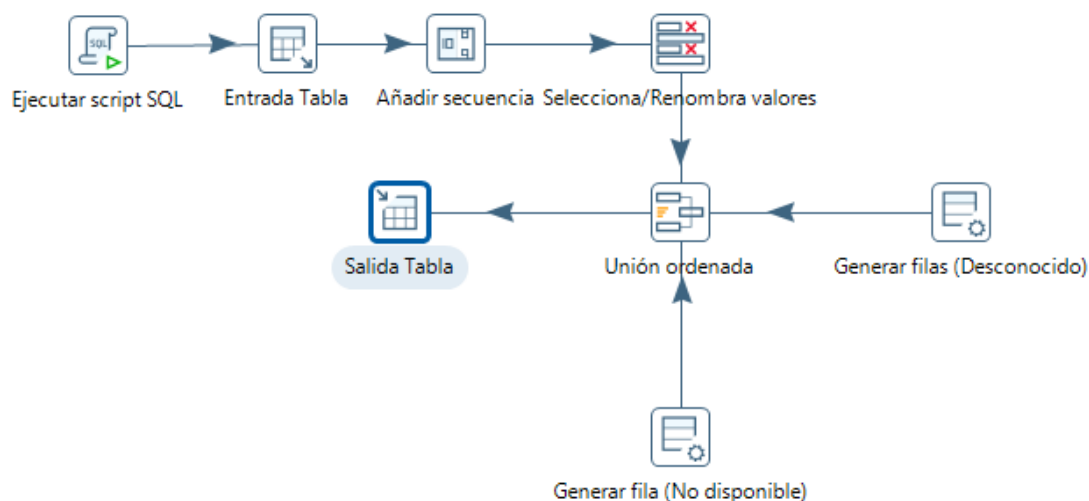 SQL
Ejecutar script SQL
Entrada Tabla
ID
Añadir secuencia
Selecciona/Renombra valores
Salida Tabla
Unión ordenada
Generar filas (Desconocido)
Generar fila (No disponible)